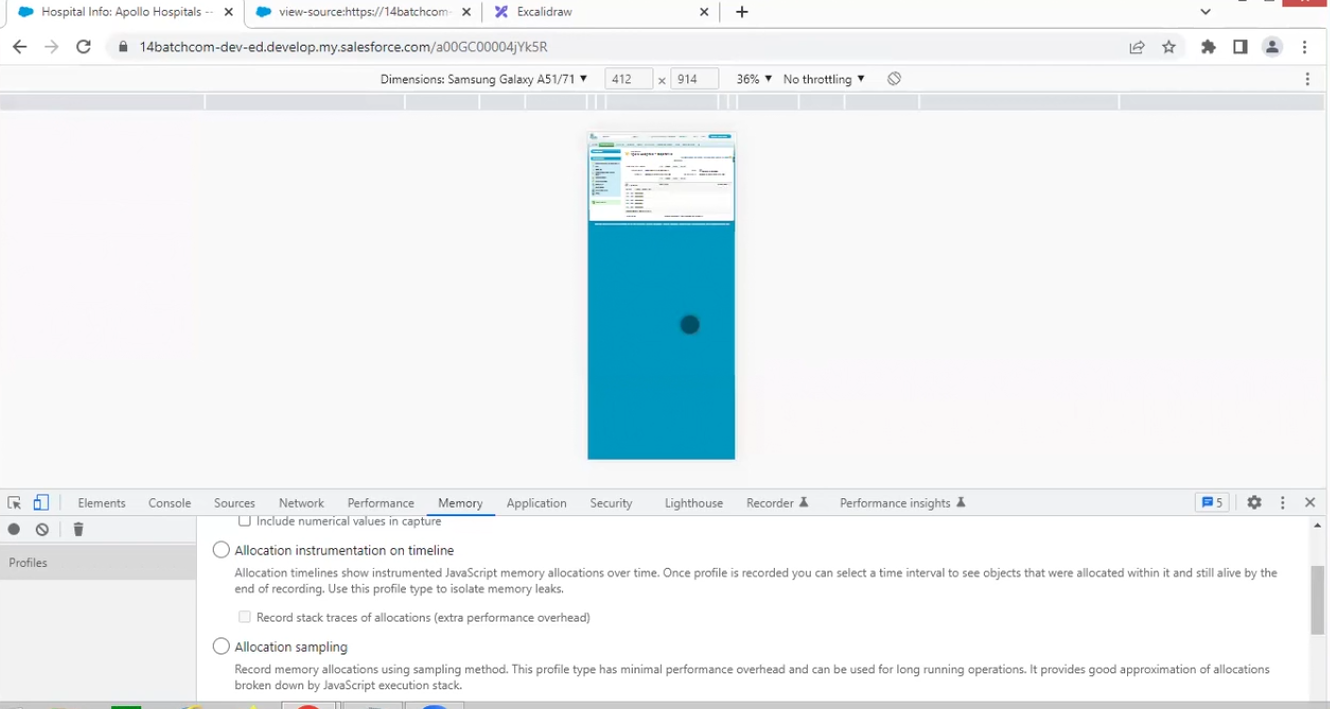 Hospital Info: Apollo Hospitals -- × view-source:https://14batchcom- × Excalidraw × +
14batchcom-dev-ed.develop.my.salesforce.com/a00GC00004jYk5R
Dimensions: Samsung Galaxy A51/71 ▼ 412 x 914 36% ▼ No throttling ▼
Elements Console Sources Network Performance Memory Application Security Lighthouse Recorder Performance insights 5
Include numerical values in capture
Profiles
Allocation instrumentation on timeline
Allocation timelines show instrumented JavaScript memory allocations over time. Once profile is recorded you can select a time interval to see objects that were allocated within it and still alive by the
end of recording. Use this profile type to isolate memory leaks.
Record stack traces of allocations (extra performance overhead)
Allocation sampling
Record memory allocations using sampling method. This profile type has minimal performance overhead and can be used for long running operations. It provides good approximation of allocations
broken down by JavaScript execution stack.